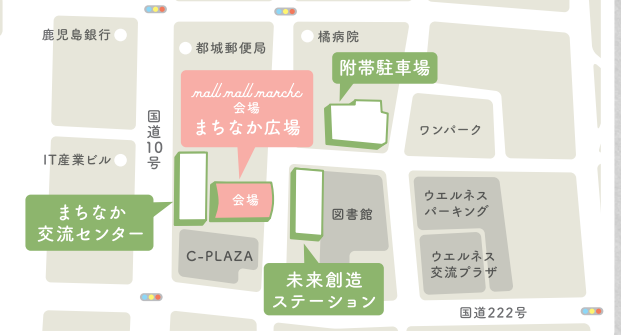 鹿児島銀行
都城郵便局
橘病院
附帯駐車場
mall mall marche
会場
まちなか広場
国道10号
ワンパーク
IT産業ビル
会場
まちなか
交流センター
図書館
ウエルネス
パーキング
C-PLAZA
ウエルネス
交流プラザ
未来創造
ステーション
国道222号